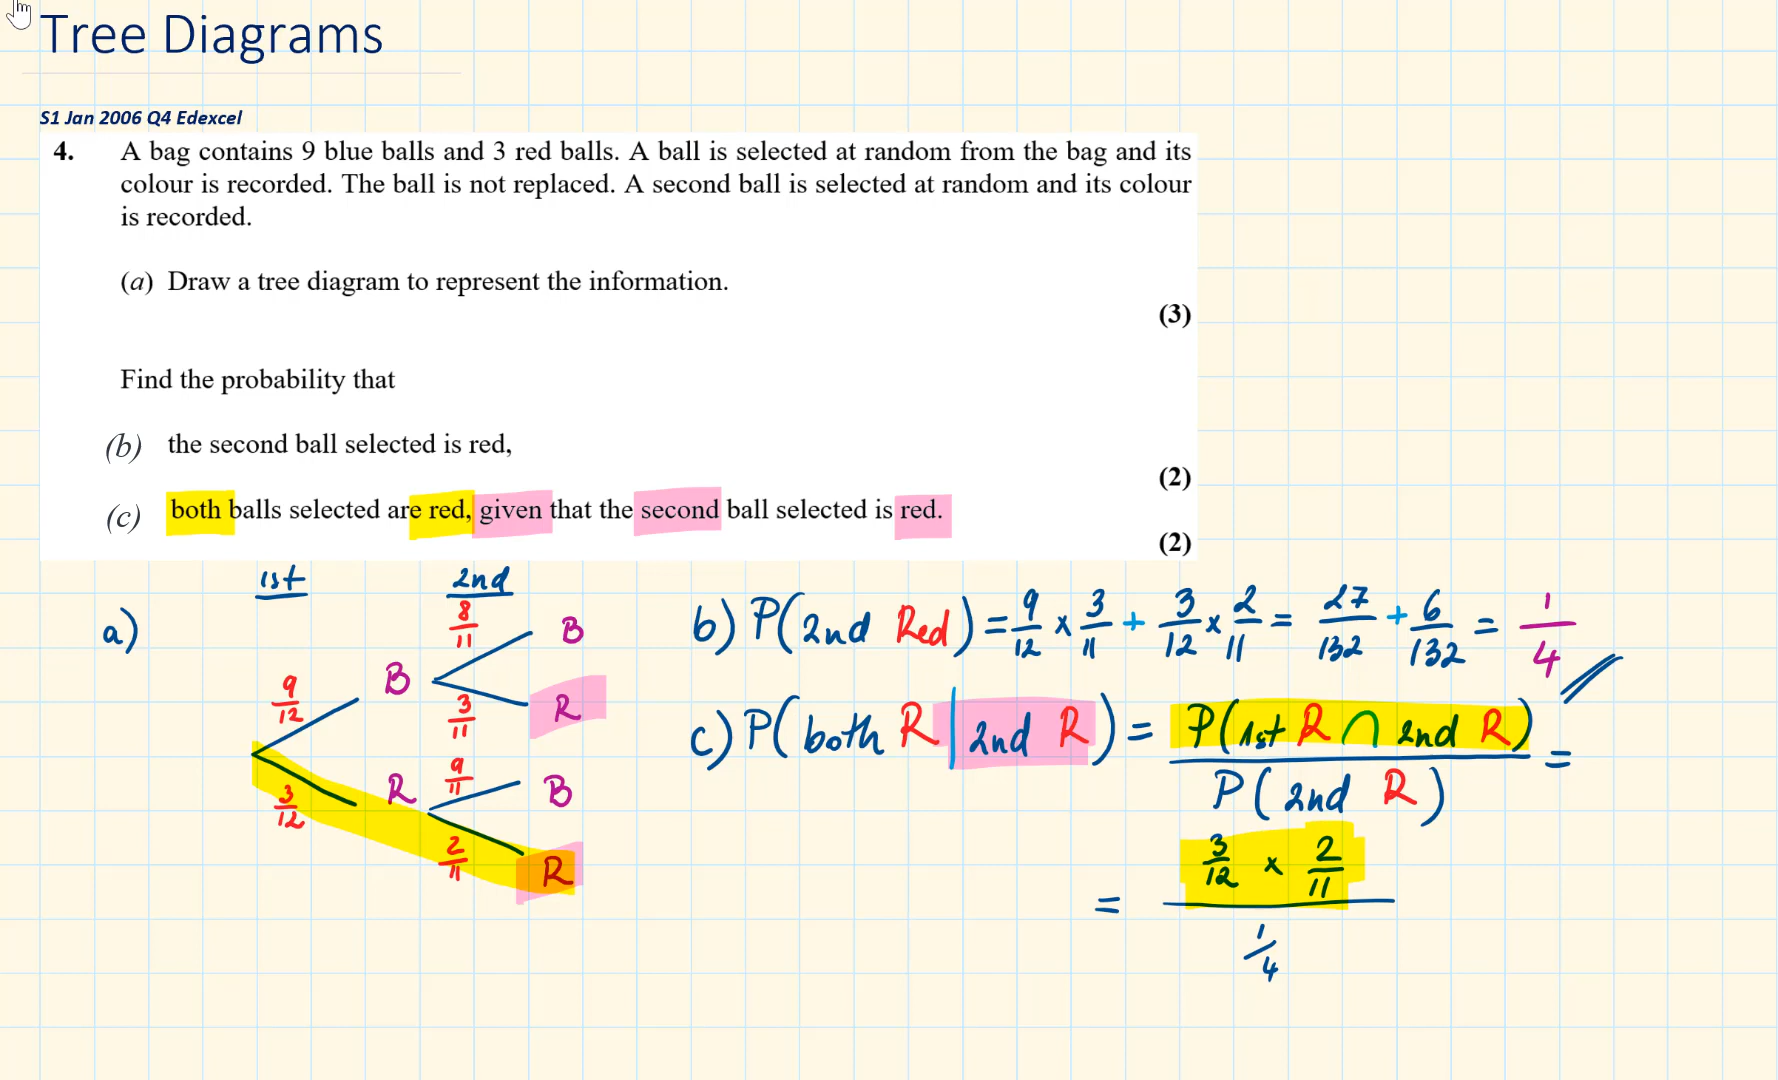 Tree Diagrams
S1 Jan 2006 Q4 Edexcel
4. A bag contains 9 blue balls and 3 red balls. A ball is selected at random from the bag and its
colour is recorded. The ball is not replaced. A second ball is selected at random and its colour
is recorded.
(a) Draw a tree diagram to represent the information.
(3)
Find the probability that
(b) the second ball selected is red,
(2)
(c) both balls selected are red, given that the second ball selected is red.
(2)
a)
1st 2nd
9/12 B 8/11 B
3/11 R
3/12 R 9/11 B
2/11 R
b) P(2nd Red) = 9/12 × 3/11 + 3/12 × 2/11 = 27/132 + 6/132 = 1/4
c) P(both R | 2nd R) = P(1st R ∩ 2nd R) / P(2nd R) =
= 3/12 × 2/11 / 1/4